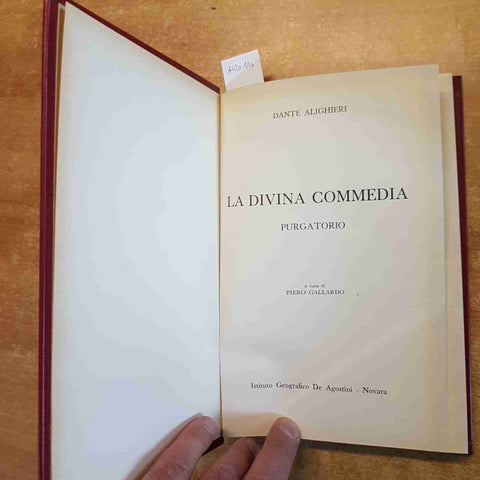 DANTE ALIGHIERI
LA DIVINA COMMEDIA
PURGATORIO
a cura di
PIERO GALLARDO
Istituto Geografico De Agostini - Novara